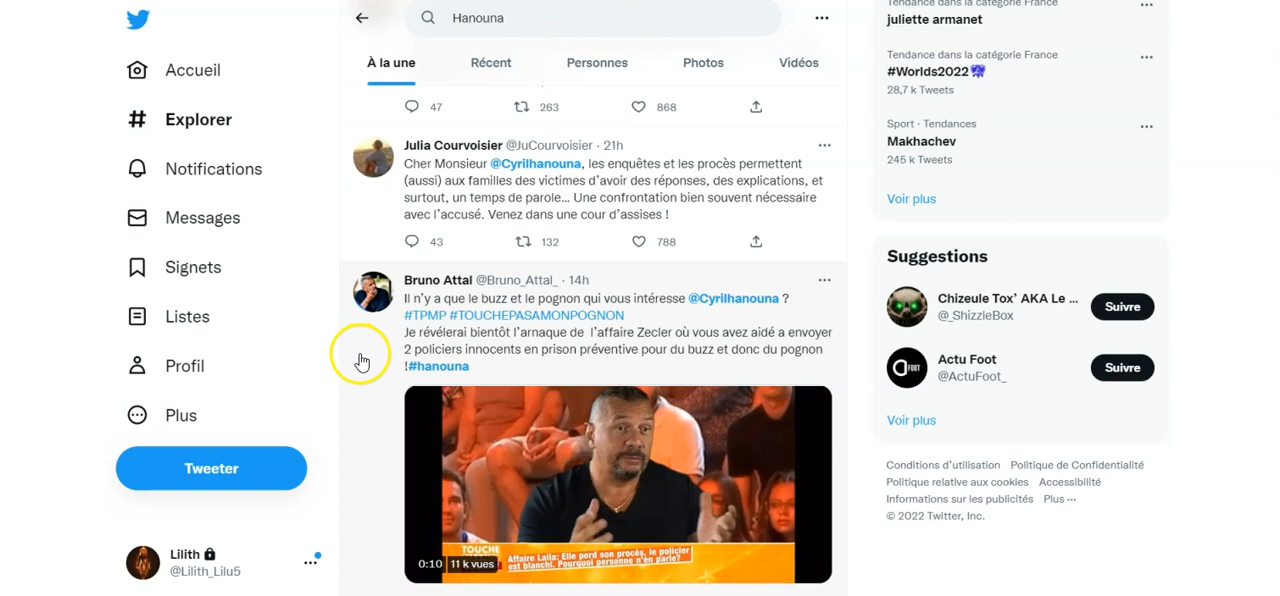 Hanouna
À la une
Récent
Personnes
Photos
Vidéos
Accueil
Explorer
Notifications
Messages
Signets
Listes
Profil
Plus
Tweeter
Lilith
@Lilith_Lilu5
47
263
868
Julia Courvoisier @JuCourvoisier · 21h
Cher Monsieur @Cyrilhanouna, les enquêtes et les procès permettent
(aussi) aux familles des victimes d'avoir des réponses, des explications, et
surtout, un temps de parole... Une confrontation bien souvent nécessaire
avec l'accusé. Venez dans une cour d'assises !
43
132
788
Bruno Attal @Bruno_Attal_ · 14h
Il n'y a que le buzz et le pognon qui vous intéresse @Cyrilhanouna ?
#TPMP #TOUCHEPASAMONPOGNON
Je révélerai bientôt l'arnaque de l'affaire Zecler où vous avez aidé a envoyer
2 policiers innocents en prison préventive pour du buzz et donc du pognon
!#hanouna
TOUCHE
Affaire Laila: Elle perd son procès, le policier
est blanchi. Pourquoi personne n'en parle?
0:10
11 k vues
Tendance dans la catégorie France
juliette armanet
Tendance dans la catégorie France
#Worlds2022
28,7 k Tweets
Sport · Tendances
Makhachev
245 k Tweets
Voir plus
Suggestions
Chizeule Tox' AKA Le ...
@_ShizzleBox
Suivre
Actu Foot
@ActuFoot_
Suivre
Voir plus
Conditions d'utilisation Politique de Confidentialité
Politique relative aux cookies Accessibilité
Informations sur les publicités Plus ···
© 2022 Twitter, Inc.